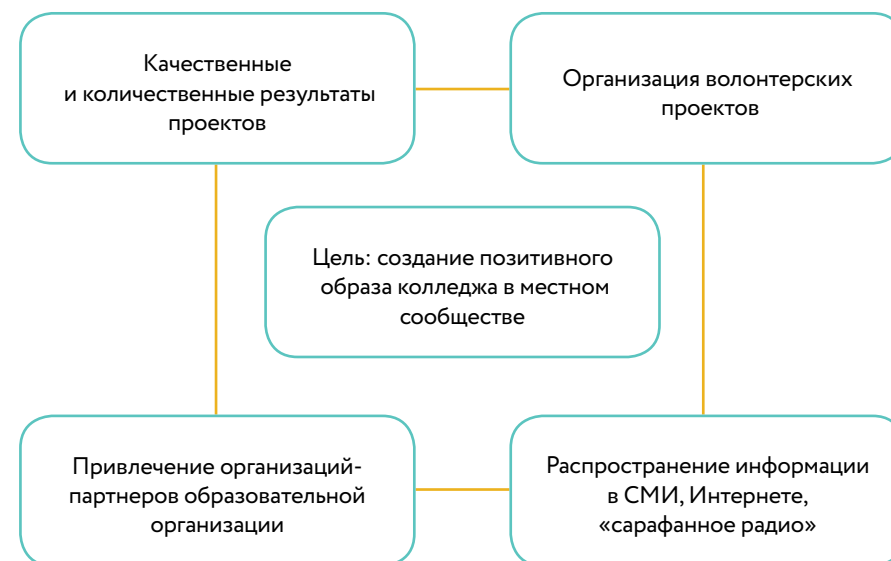 Качественные
и количественные результаты
проектов
Организация волонтерских
проектов
Цель: создание позитивного
образа колледжа в местном
сообществе
Привлечение организаций-
партнеров образовательной
организации
Распространение информации
в СМИ, Интернете,
«сарафанное радио»